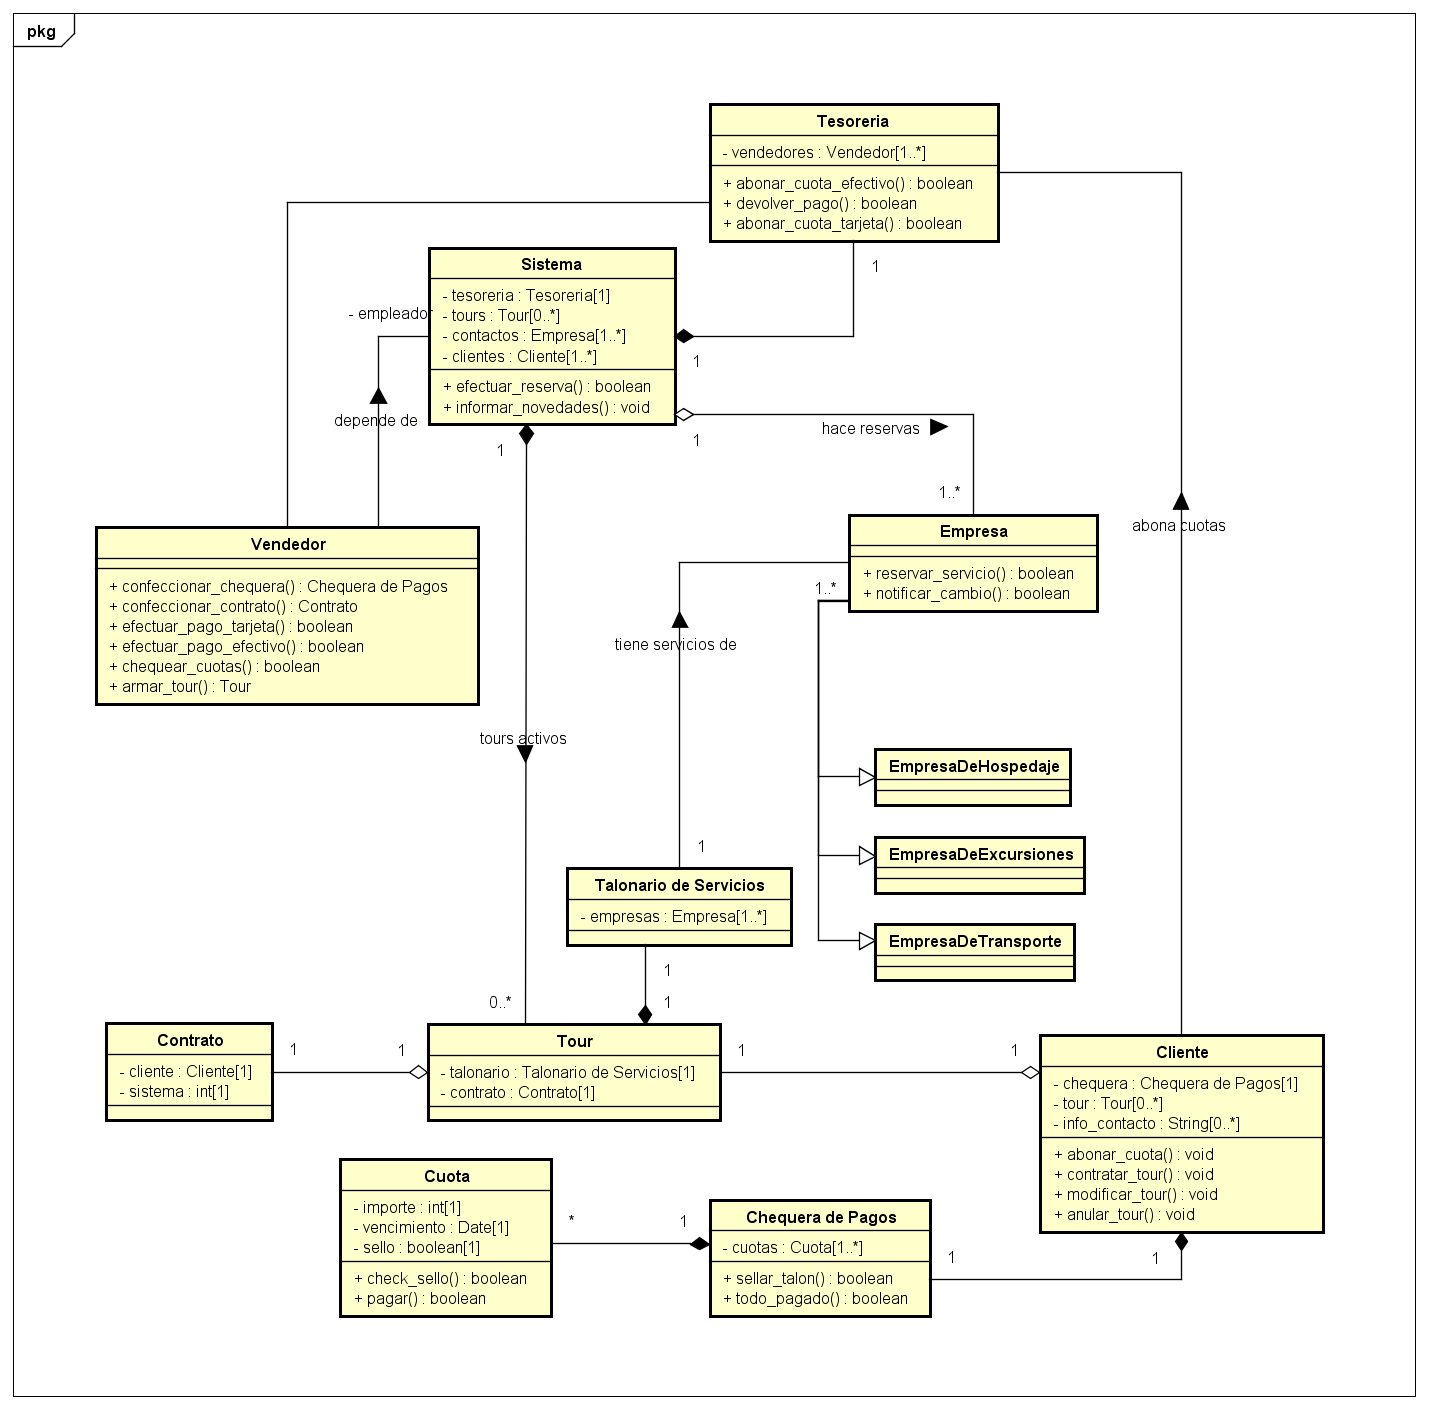 pkg
Tesoreria
- vendedores : Vendedor[1..*]
+ abonar_cuota_efectivo() : boolean
+ devolver_pago() : boolean
+ abonar_cuota_tarjeta() : boolean
1
Sistema
- tesoreria : Tesoreria[1]
- tours : Tour[0..*]
- contactos : Empresa[1..*]
- clientes : Cliente[1..*]
+ efectuar_reserva() : boolean
+ informar_novedades() : void
- empleador
depende de
1
1
1
hace reservas
1..*
Empresa
+ reservar_servicio() : boolean
+ notificar_cambio() : boolean
1..*
abona cuotas
Vendedor
+ confeccionar_chequera() : Chequera de Pagos
+ confeccionar_contrato() : Contrato
+ efectuar_pago_tarjeta() : boolean
+ efectuar_pago_efectivo() : boolean
+ chequear_cuotas() : boolean
+ armar_tour() : Tour
tiene servicios de
tours activos
EmpresaDeHospedaje
EmpresaDeExcursiones
EmpresaDeTransporte
1
Talonario de Servicios
- empresas : Empresa[1..*]
1
1
0..*
Contrato
- cliente : Cliente[1]
- sistema : int[1]
1
1
Tour
- talonario : Talonario de Servicios[1]
- contrato : Contrato[1]
1
1
Cliente
- chequera : Chequera de Pagos[1]
- tour : Tour[0..*]
- info_contacto : String[0..*]
+ abonar_cuota() : void
+ contratar_tour() : void
+ modificar_tour() : void
+ anular_tour() : void
Cuota
- importe : int[1]
- vencimiento : Date[1]
- sello : boolean[1]
+ check_sello() : boolean
+ pagar() : boolean
*
1
Chequera de Pagos
- cuotas : Cuota[1..*]
+ sellar_talon() : boolean
+ todo_pagado() : boolean
1
1